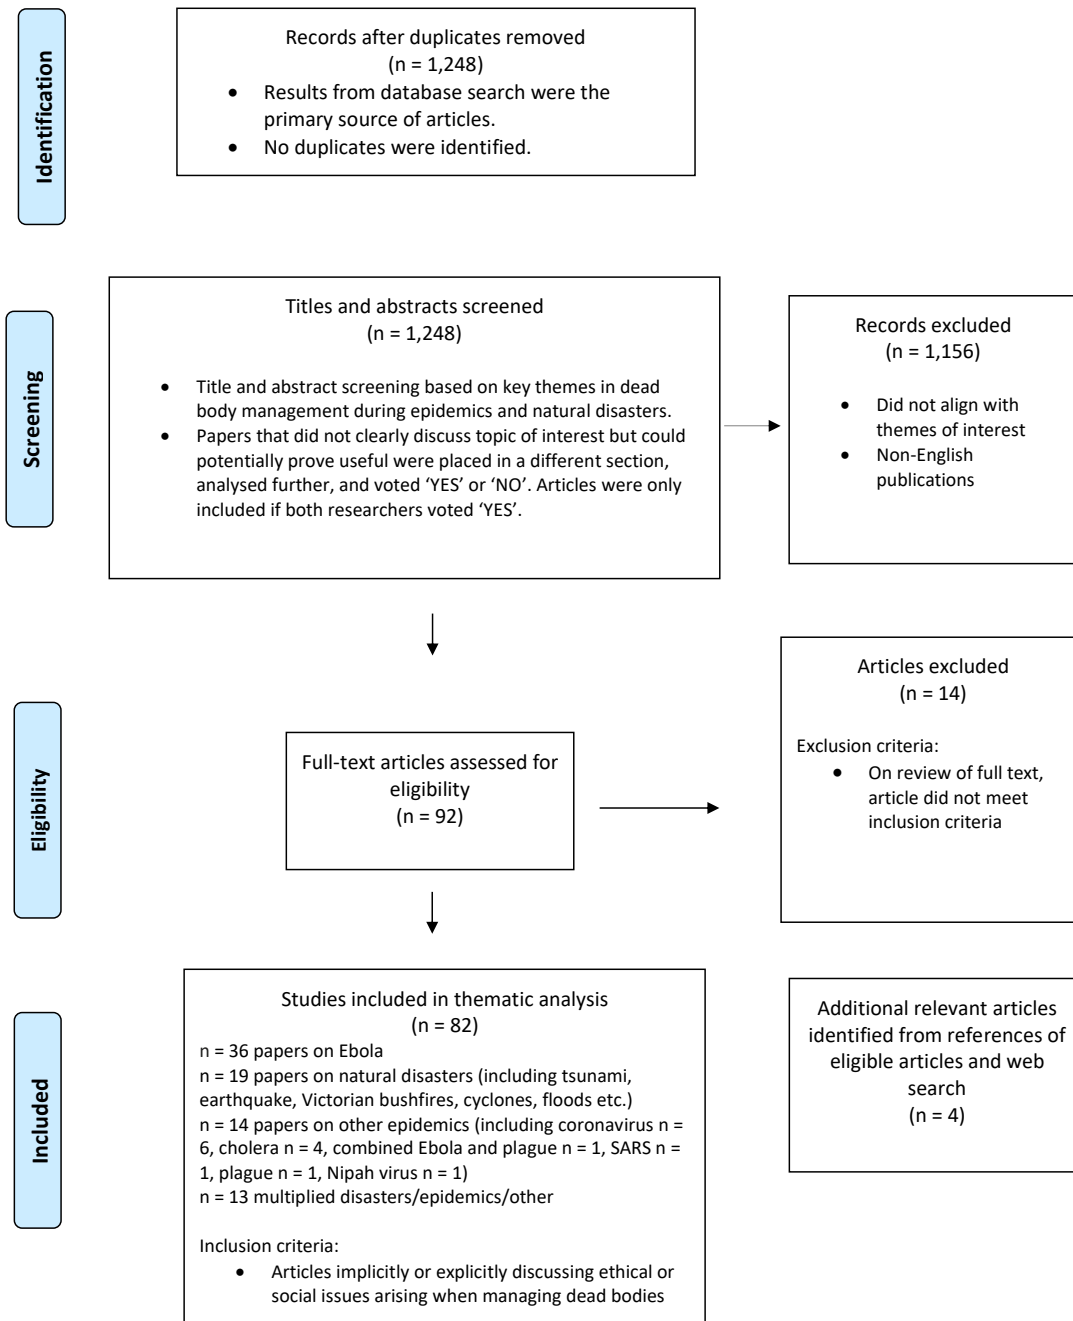 Identification
Records after duplicates removed
(n = 1,248)
• Results from database search were the
primary source of articles.
• No duplicates were identified.
Screening
Titles and abstracts screened
(n = 1,248)
• Title and abstract screening based on key themes in dead
body management during epidemics and natural disasters.
• Papers that did not clearly discuss topic of interest but could
potentially prove useful were placed in a different section,
analysed further, and voted ‘YES’ or ‘NO’. Articles were only
included if both researchers voted ‘YES’.
Records excluded
(n = 1,156)
• Did not align with
themes of interest
• Non-English
publications
Eligibility
Full-text articles assessed for
eligibility
(n = 92)
Articles excluded
(n = 14)
Exclusion criteria:
• On review of full text,
article did not meet
inclusion criteria
Included
Studies included in thematic analysis
(n = 82)
n = 36 papers on Ebola
n = 19 papers on natural disasters (including tsunami,
earthquake, Victorian bushfires, cyclones, floods etc.)
n = 14 papers on other epidemics (including coronavirus n =
6, cholera n = 4, combined Ebola and plague n = 1, SARS n =
1, plague n = 1, Nipah virus n = 1)
n = 13 multiplied disasters/epidemics/other
Inclusion criteria:
• Articles implicitly or explicitly discussing ethical or
social issues arising when managing dead bodies
Additional relevant articles
identified from references of
eligible articles and web
search
(n = 4)